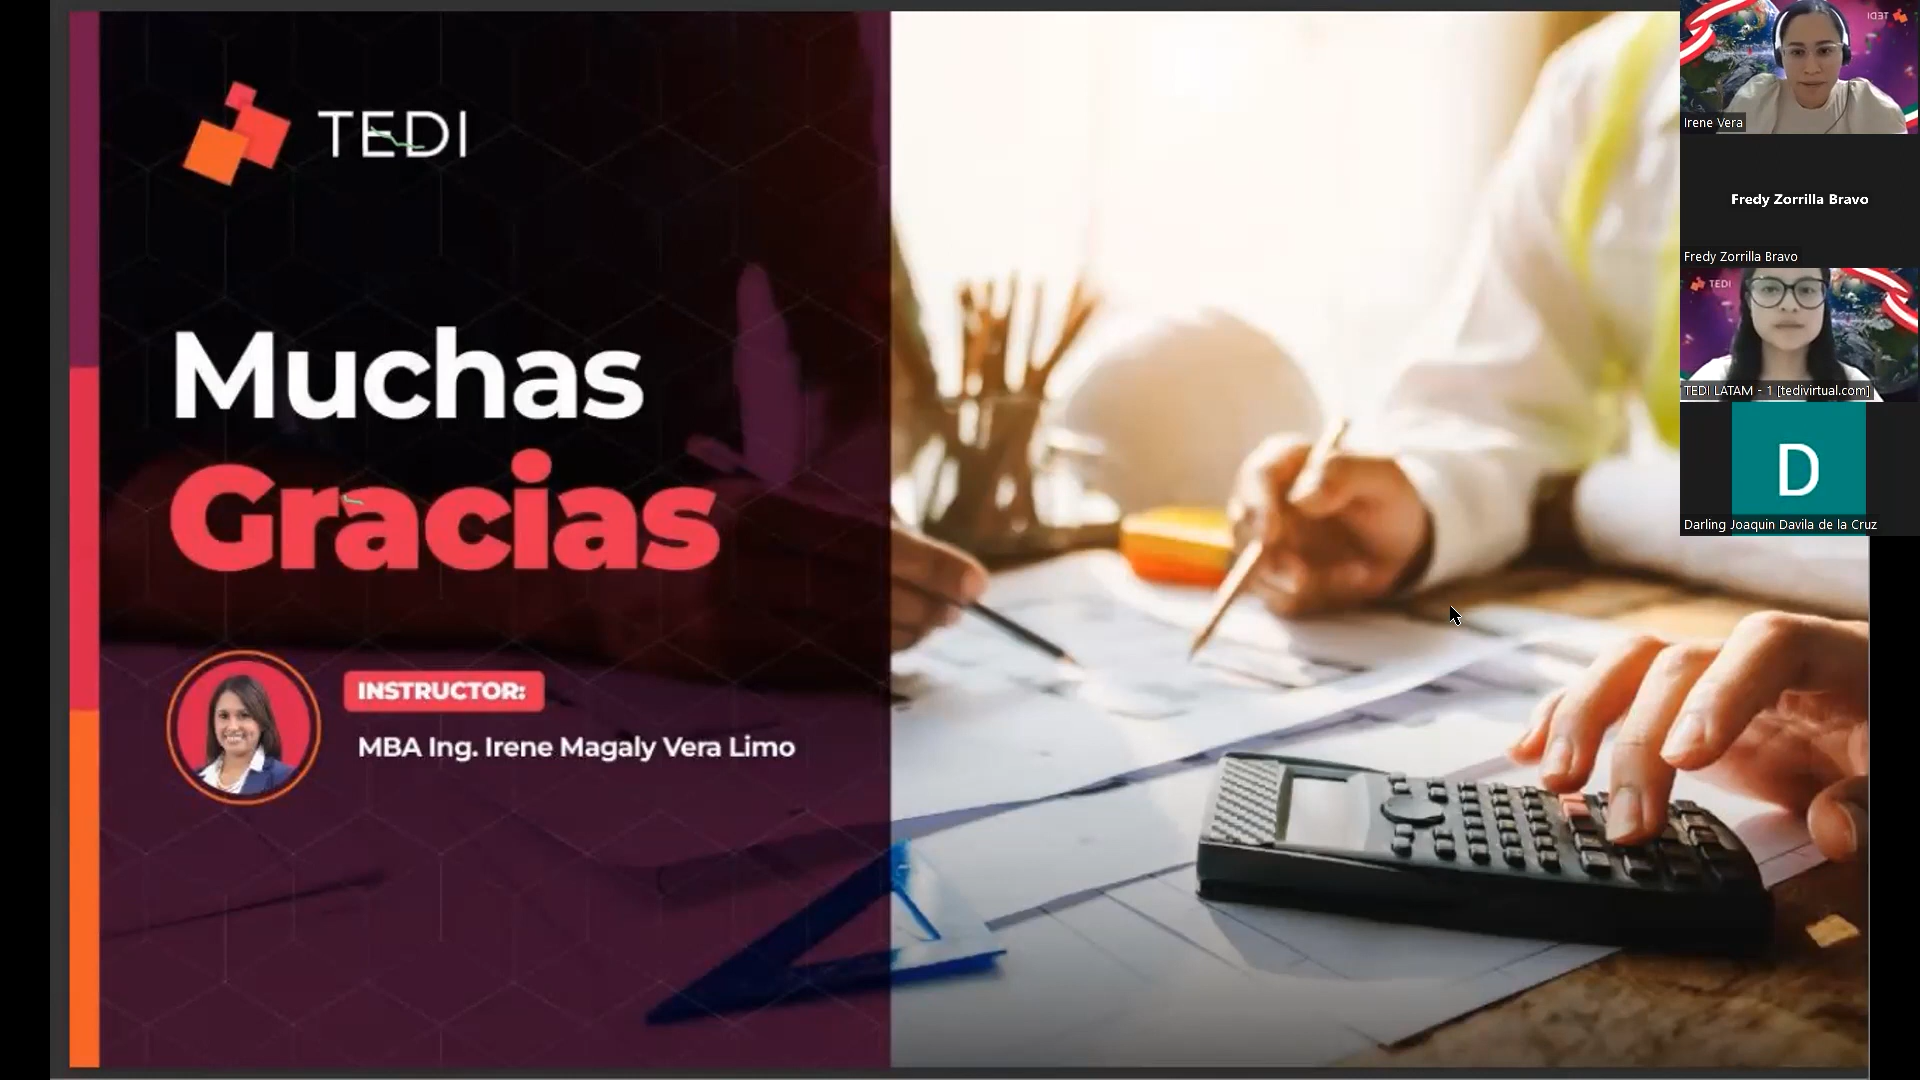 TEDI
Muchas
Gracias
INSTRUCTOR:
MBA Ing. Irene Magaly Vera Limo
TEDI
Irene Vera
Fredy Zorrilla Bravo
Fredy Zorrilla Bravo
TEDI
TEDI LATAM - 1 [tedivirtual.com]
D
Darling Joaquin Davila de la Cruz